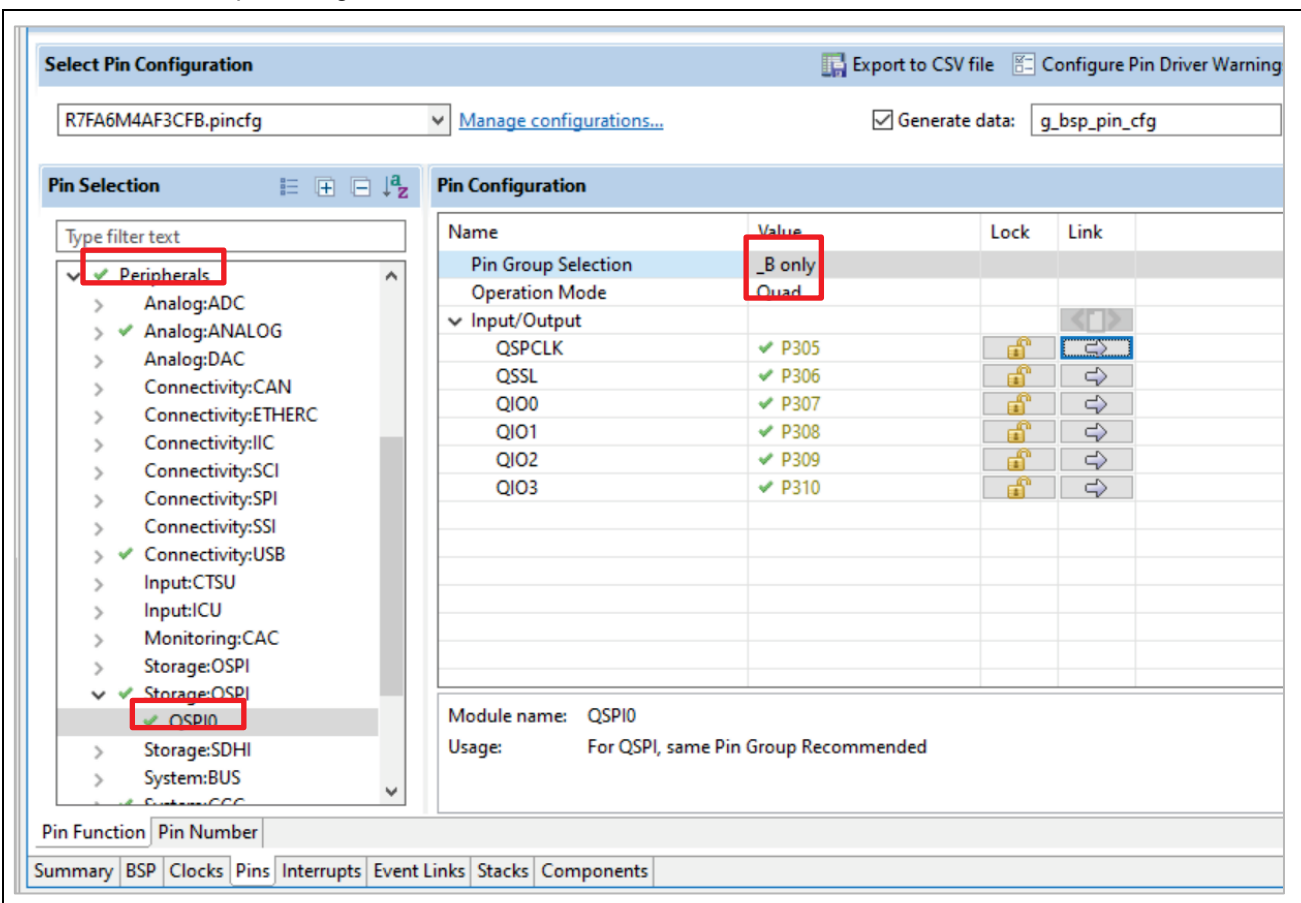 Select Pin Configuration
Export to CSV file
Configure Pin Driver Warning
R7FA6M4AF3CFB.pincfg
Manage configurations...
Generate data:
g_bsp_pin_cfg
Pin Selection
Pin Configuration
Type filter text
Peripherals
Analog:ADC
Analog:ANALOG
Analog:DAC
Connectivity:CAN
Connectivity:ETHERC
Connectivity:IIC
Connectivity:SCI
Connectivity:SPI
Connectivity:SSI
Connectivity:USB
Input:CTSU
Input:ICU
Monitoring:CAC
Storage:OSPI
Storage:QSPI
QSPI0
Storage:SDHI
System:BUS
System:CGC
Name Value Lock Link
Pin Group Selection _B only
Operation Mode Quad
Input/Output
QSPCLK P305
QSSL P306
QIO0 P307
QIO1 P308
QIO2 P309
QIO3 P310
Module name: QSPI0
Usage: For QSPI, same Pin Group Recommended
Pin Function Pin Number
Summary BSP Clocks Pins Interrupts Event Links Stacks Components